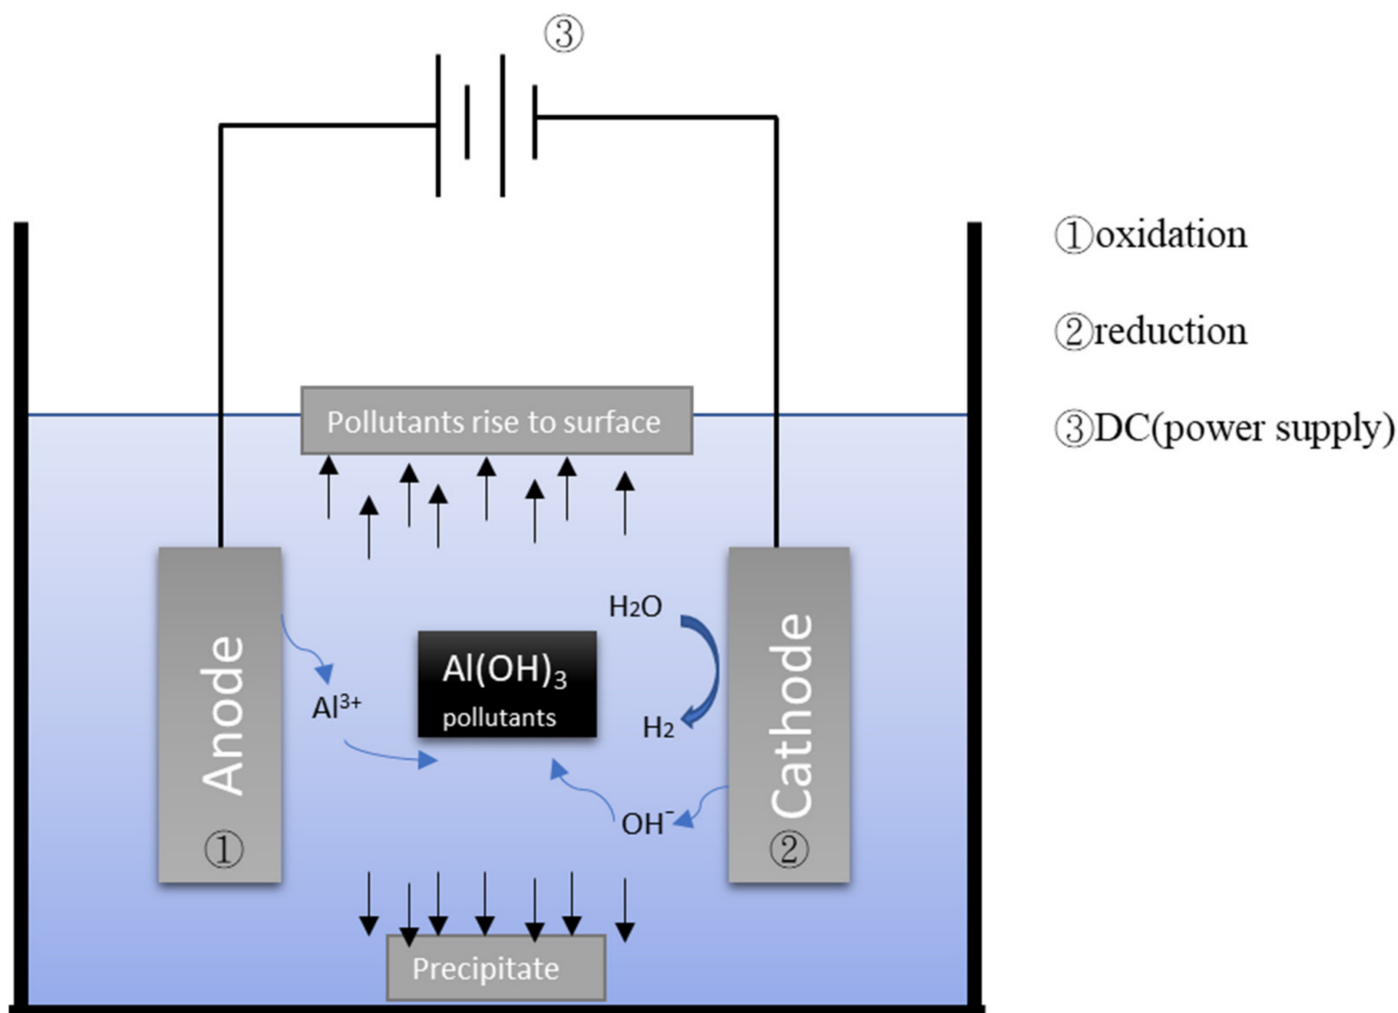 ③
①oxidation
②reduction
Pollutants rise to surface
③DC(power supply)
H₂O
Al(OH)₃
pollutants
Al³⁺
H₂
OH⁻
Anode
①
Cathode
②
Precipitate